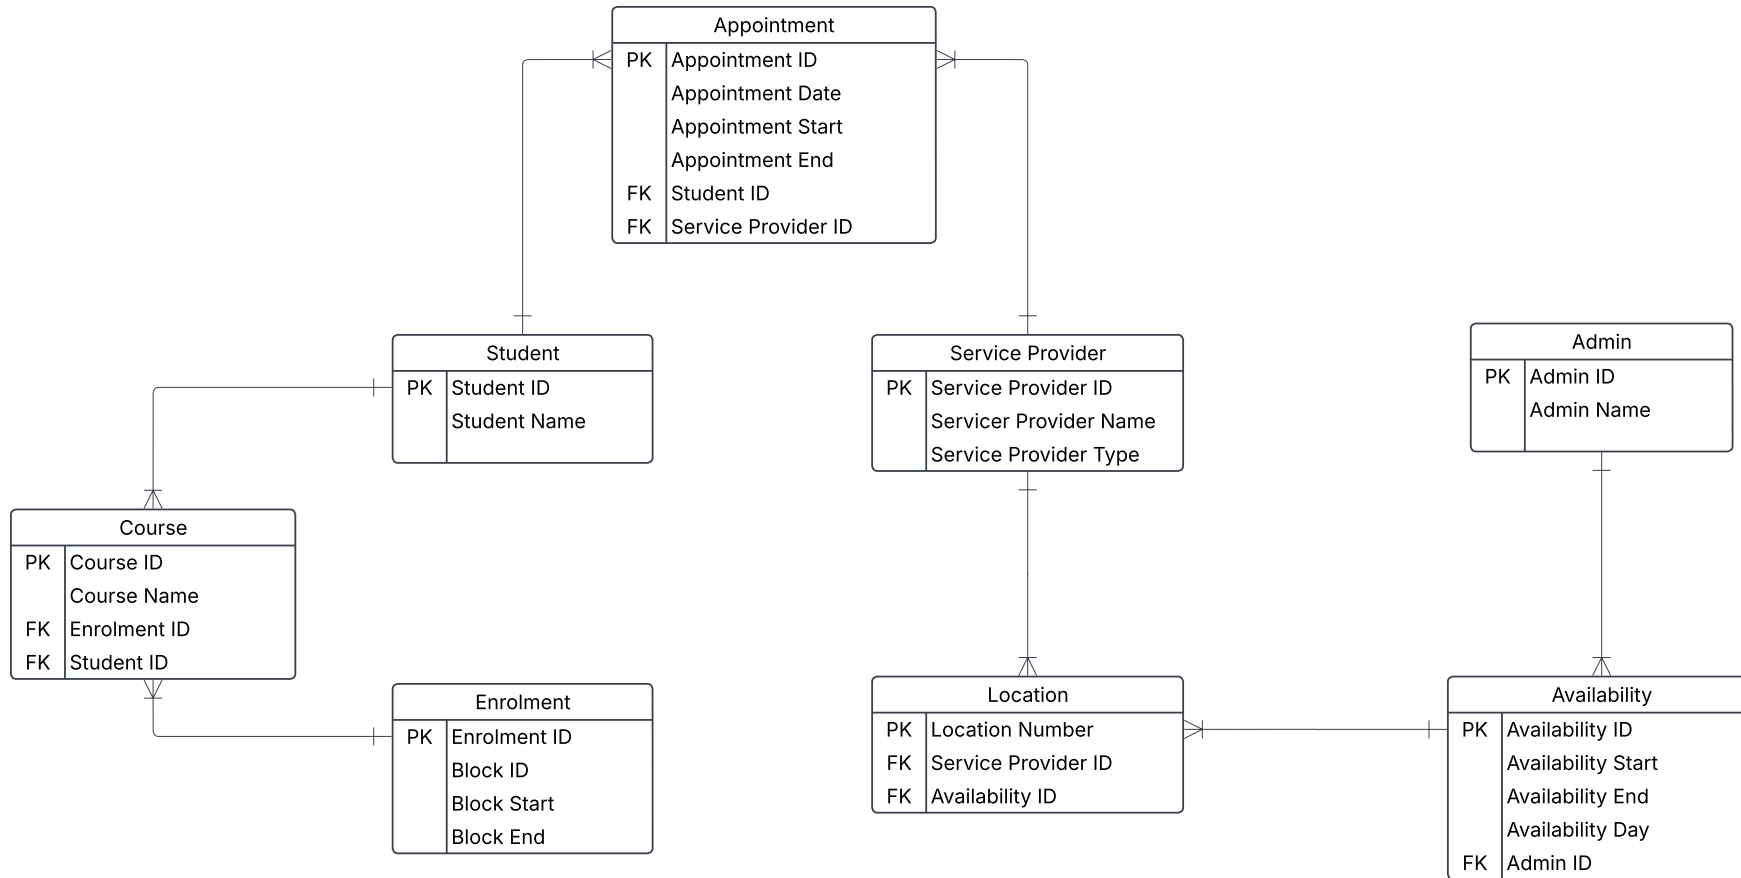 Appointment
PK Appointment ID
Appointment Date
Appointment Start
Appointment End
FK Student ID
FK Service Provider ID
Student
PK Student ID
Student Name
Service Provider
PK Service Provider ID
Servicer Provider Name
Service Provider Type
Admin
PK Admin ID
Admin Name
Course
PK Course ID
Course Name
FK Enrolment ID
FK Student ID
Enrolment
PK Enrolment ID
Block ID
Block Start
Block End
Location
PK Location Number
FK Service Provider ID
FK Availability ID
Availability
PK Availability ID
Availability Start
Availability End
Availability Day
FK Admin ID